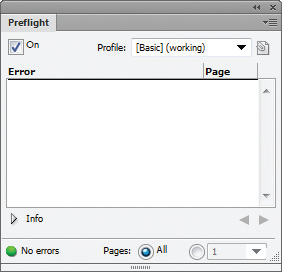 Preflight
On Profile: [Basic] (working)
Error Page
Info
No errors Pages: All 1